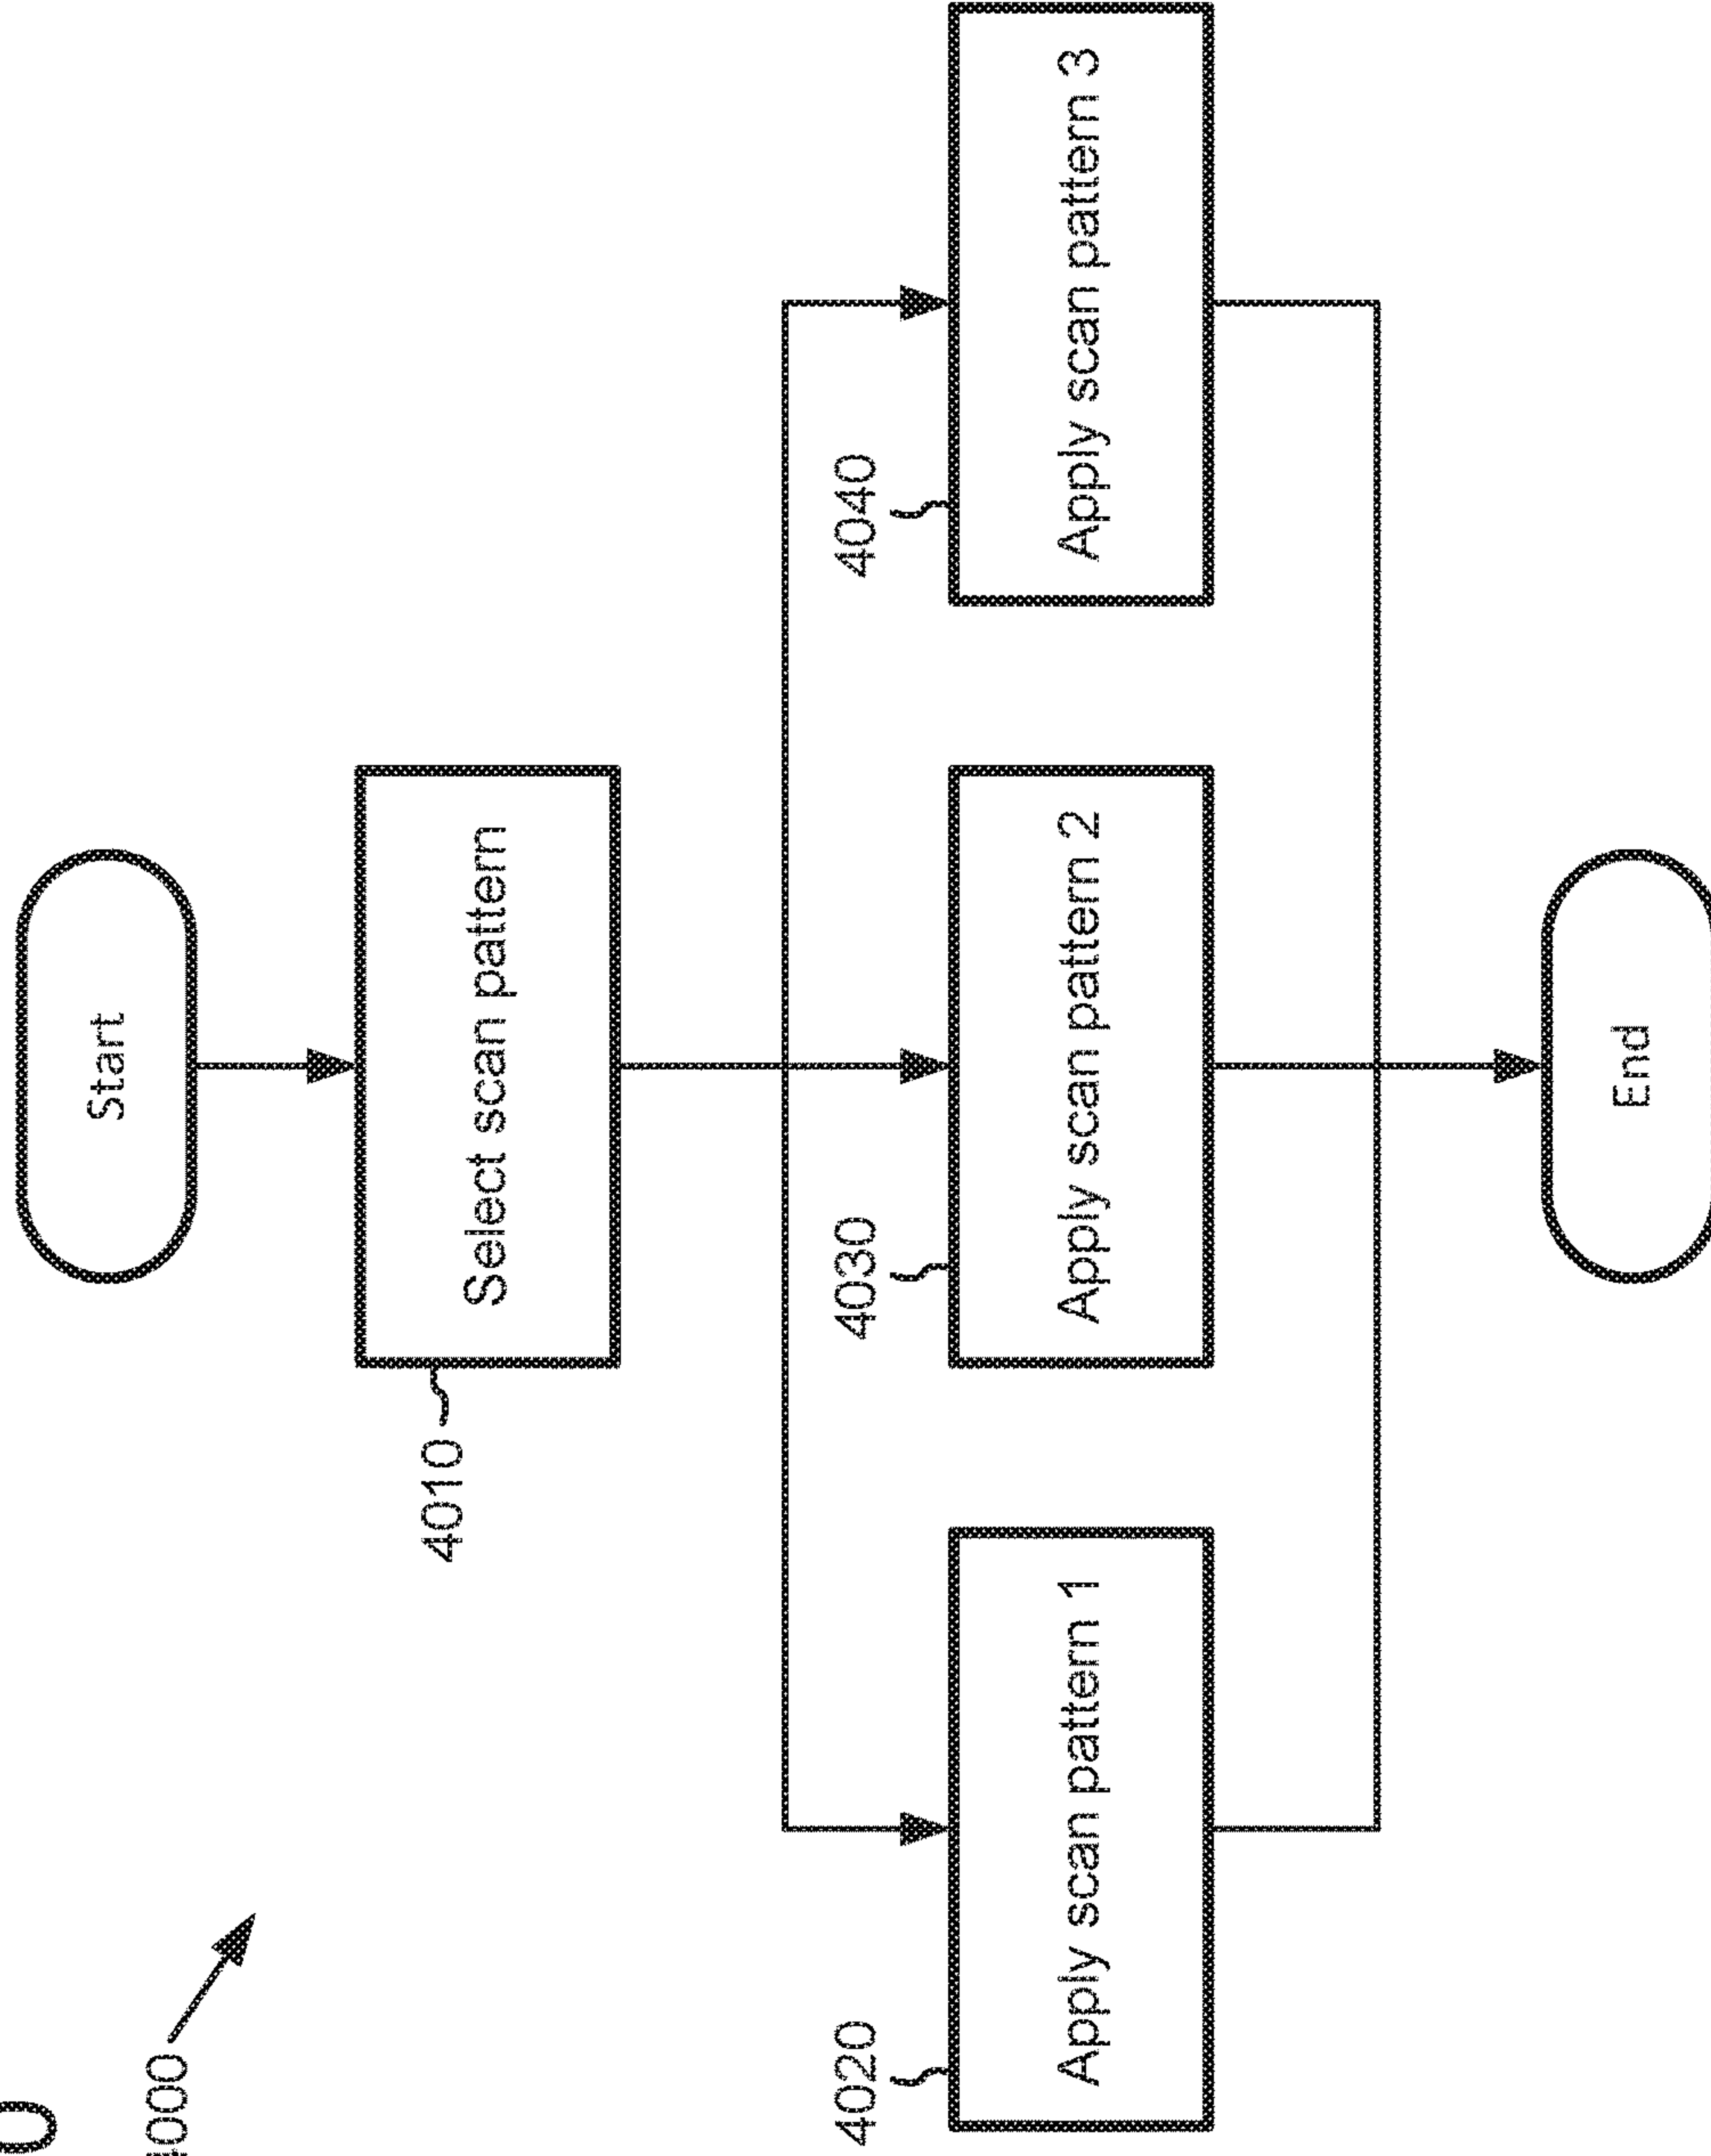 4000
Start
4010
Select scan pattern
4020
4030
4040
Apply scan pattern 1
Apply scan pattern 2
Apply scan pattern 3
End